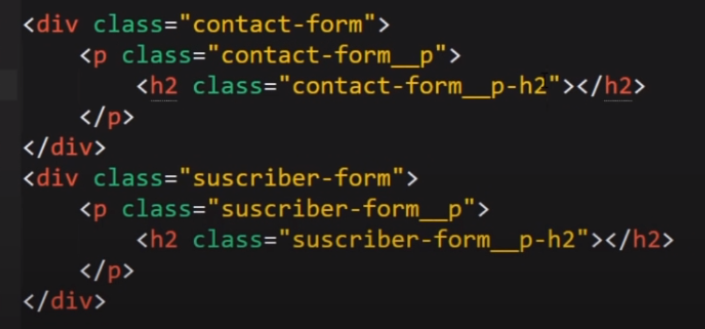 <div class="contact-form">
<p class="contact-form__p">
<h2 class="contact-form__p-h2"></h2>
</p>
</div>
<div class="suscriber-form">
<p class="suscriber-form__p">
<h2 class="suscriber-form__p-h2"></h2>
</p>
</div>